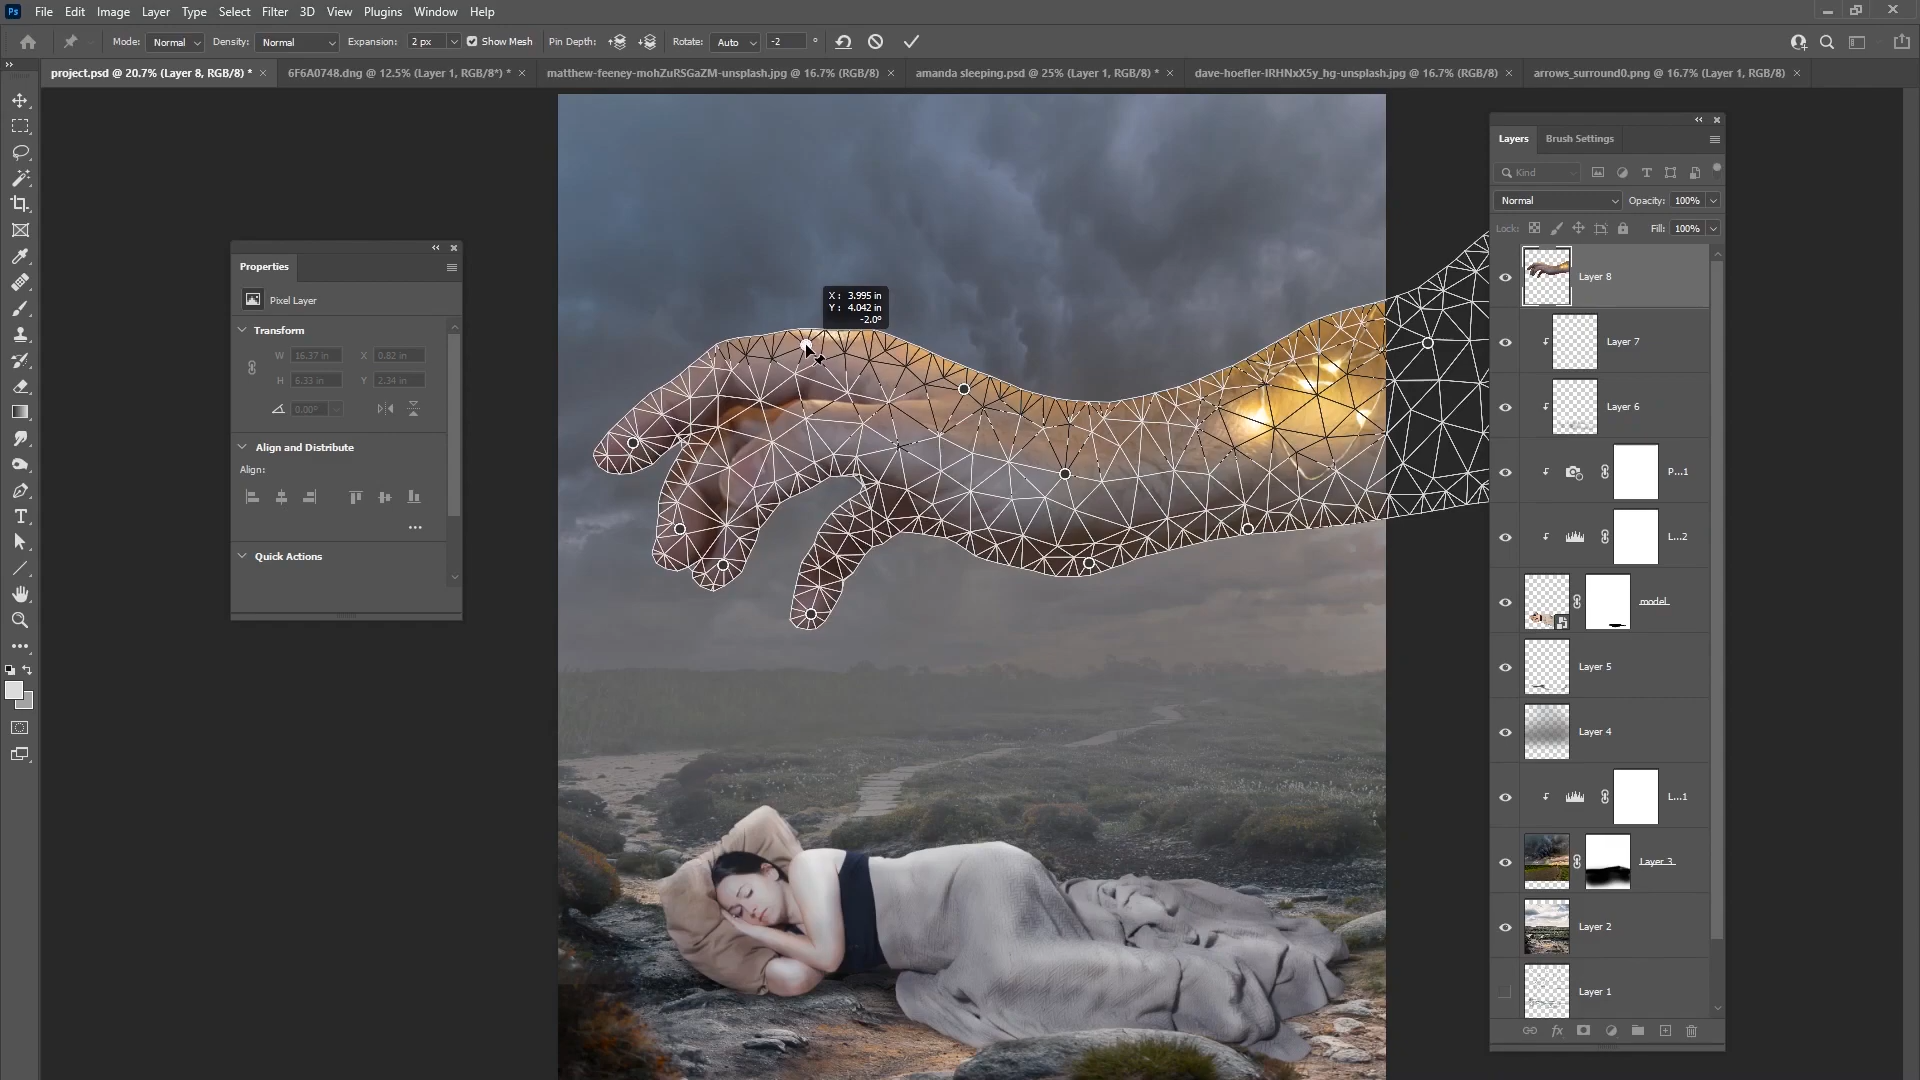 Ps File Edit Image Layer Type Select Filter 3D View Plugins Window Help
Mode: Normal Density: Normal Expansion: 2 px Show Mesh Pin Depth: Rotate: Auto -2 °
project.psd @ 20.7% (Layer 8, RGB/8) * × 6F6A0748.dng @ 12.5% (Layer 1, RGB/8*) * × matthew-feeney-mohZuRSGaZM-unsplash.jpg @ 16.7% (RGB/8) × amanda sleeping.psd @ 25% (Layer 1, RGB/8) * × dave-hoefler-IRHNxX5y_hg-unsplash.jpg @ 16.7% (RGB/8) × arrows_surround0.png @ 16.7% (Layer 1, RGB/8) ×
Properties
Pixel Layer
Transform
W 16.37 in X 0.82 in
H 6.33 in Y 2.34 in
0.00°
Align and Distribute
Align:
Quick Actions
X : 3.995 in
Y : 4.042 in
-2.0°
Layers Brush Settings
Kind
Normal Opacity: 100%
Lock: Fill: 100%
Layer 8
Layer 7
Layer 6
P...1
L...2
model
Layer 5
Layer 4
L...1
Layer 3
Layer 2
Layer 1
fx